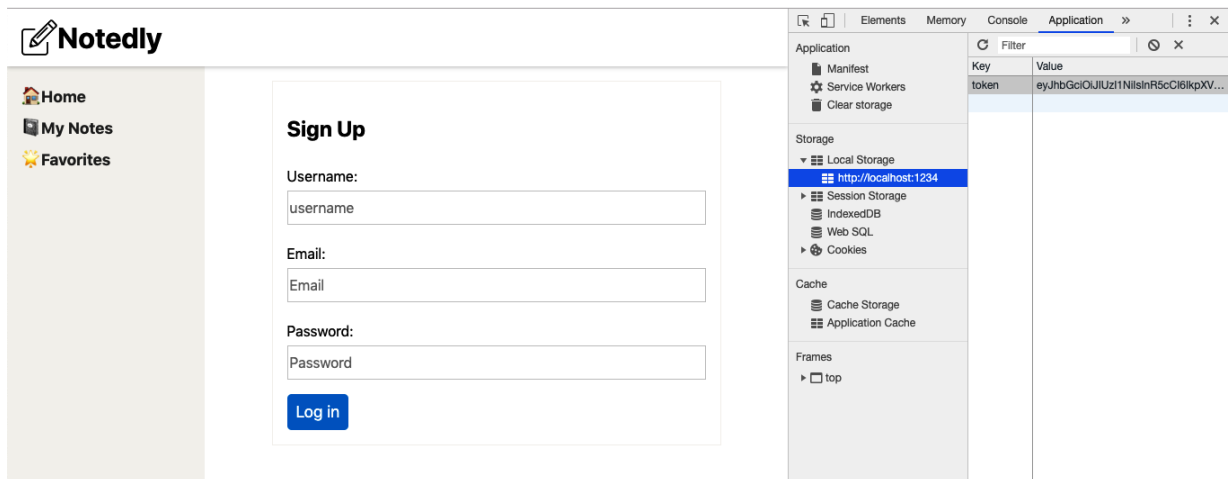 Notedly
Home
My Notes
Favorites
Sign Up
Username:
username
Email:
Email
Password:
Password
Log in
Elements Memory Console Application »
Application
Manifest
Service Workers
Clear storage
Storage
Local Storage
http://localhost:1234
Session Storage
IndexedDB
Web SQL
Cookies
Cache
Cache Storage
Application Cache
Frames
top
Filter
Key Value
token eyJhbGciOiJIUzI1NiIsInR5cCI6IkpXV...